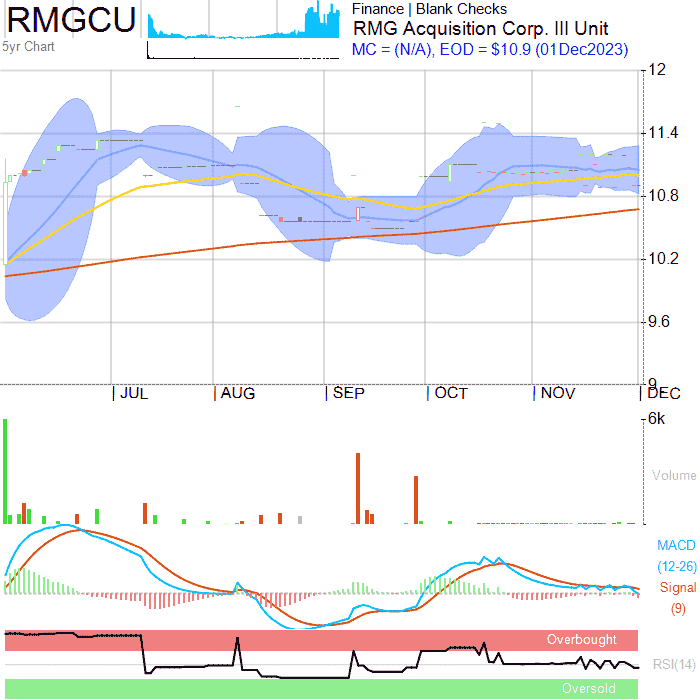 RMGCU
5yr Chart
Finance | Blank Checks
RMG Acquisition Corp. III Unit
MC = (N/A), EOD = $10.9 (01Dec2023)
12
11.4
10.8
10.2
9.6
9
JUL AUG SEP OCT NOV DEC
6k
Volume
MACD
(12-26)
Signal
(9)
Overbought
RSI(14)
Oversold